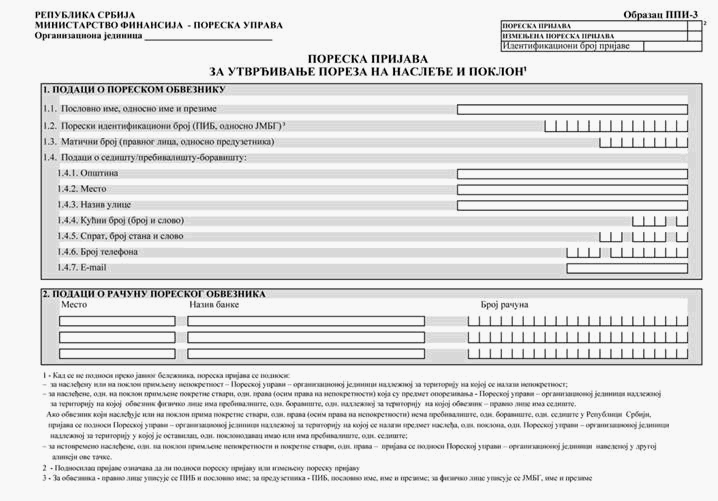 РЕПУБЛИКА СРБИЈА
МИНИСТАРСТВО ФИНАНСИЈА - ПОРЕСКА УПРАВА
Организациона јединица
Образац ППИ-3
ПОРЕСКА ПРИЈАВА
2
ИЗМЕЊЕНА ПОРЕСКА ПРИЈАВА
Идентификациони број пријаве
ПОРЕСКА ПРИЈАВА
ЗА УТВРЂИВАЊЕ ПОРЕЗА НА НАСЛЕЂЕ И ПОКЛОН¹
1. ПОДАЦИ О ПОРЕСКОМ ОБВЕЗНИКУ
1.1. Пословно име, односно име и презиме
1.2. Порески идентификациони број (ПИБ, односно ЈМБГ)³
1.3. Матични број (правног лица, односно предузетника)
1.4. Подаци о седишту/пребивалишту-боравишту:
1.4.1. Општина
1.4.2. Место
1.4.3. Назив улице
1.4.4. Кућни број (број и слово)
1.4.5. Спрат, број стана и слово
1.4.6. Број телефона
1.4.7. E-mail
2. ПОДАЦИ О РАЧУНУ ПОРЕСКОГ ОБВЕЗНИКА
Место Назив банке Број рачуна
1 - Кад се не подноси преко јавног бележника, пореска пријава се подноси:
– за наслеђену или на поклон примљену непокретност – Пореској управи – организационој јединици надлежној за територију на којој се налази непокретност;
– за наслеђене, одн. на поклон примљене покретне ствари, одн. права (осим права на непокретности) која су предмет опорезивања - Пореској управи – организационој јединици надлежној
за територију на којој обвезник физичко лице има пребивалиште, одн. боравиште, одн. надлежној за територију на којој обвезник – правно лице има седиште.
Ако обвезник који наслеђује или на поклон прима покретне ствари, одн. права (осим права на непокретности) нема пребивалиште, одн. боравиште, одн. седиште у Републици Србији,
пријава се подноси Пореској управи – организационој јединици надлежној за територију на којој се налази предмет наслеђа, одн. поклона, одн. Пореској управи – организационој јединици
надлежној за територију у којој је оставилац, одн. поклонодавац имао или има пребивалиште, одн. седиште;
– за истовремено наслеђене, одн. на поклон примљене непокретности и покретне ствари, одн. права – пријава се подноси Пореској управи – организационој јединици наведеној у другој
алинеји ове тачке.
2 - Подносилац пријаве означава да ли подноси пореску пријаву или измењену пореску пријаву
3 - За обвезника - правно лице уписује се ПИБ и пословно име; за предузетника - ПИБ, пословно име, име и презиме; за физичко лице уписује се ЈМБГ, име и презиме